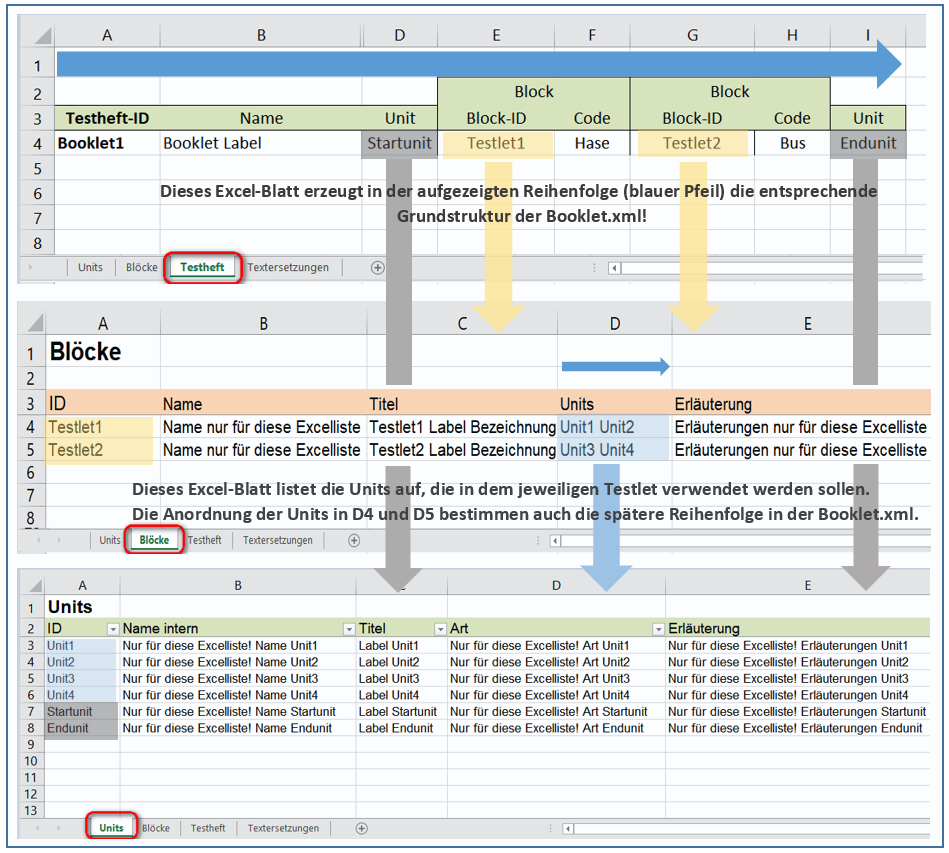 A B D E F G H I
1
2 Block Block
3 Testheft-ID Name Unit Block-ID Code Block-ID Code Unit
4 Booklet1 Booklet Label Startunit Testlet1 Hase Testlet2 Bus Endunit
5
6 Dieses Excel-Blatt erzeugt in der aufgezeigten Reihenfolge (blauer Pfeil) die entsprechende
7 Grundstruktur der Booklet.xml!
8
Units Blöcke Testheft Textersetzungen
A B C D E
1 Blöcke
2
3 ID Name Titel Units Erläuterung
4 Testlet1 Name nur für diese Excelliste Testlet1 Label Bezeichnung Unit1 Unit2 Erläuterungen nur für diese Excelliste
5 Testlet2 Name nur für diese Excelliste Testlet2 Label Bezeichnung Unit3 Unit4 Erläuterungen nur für diese Excelliste
6
7 Dieses Excel-Blatt listet die Units auf, die in dem jeweiligen Testlet verwendet werden sollen.
8 Die Anordnung der Units in D4 und D5 bestimmen auch die spätere Reihenfolge in der Booklet.xml.
Units Blöcke Testheft Textersetzungen
A B D E
1 Units
2 ID Name intern Titel Art Erläuterung
3 Unit1 Nur für diese Excelliste! Name Unit1 Label Unit1 Nur für diese Excelliste! Art Unit1 Nur für diese Excelliste! Erläuterungen Unit1
4 Unit2 Nur für diese Excelliste! Name Unit2 Label Unit2 Nur für diese Excelliste! Art Unit2 Nur für diese Excelliste! Erläuterungen Unit2
5 Unit3 Nur für diese Excelliste! Name Unit3 Label Unit3 Nur für diese Excelliste! Art Unit3 Nur für diese Excelliste! Erläuterungen Unit3
6 Unit4 Nur für diese Excelliste! Name Unit4 Label Unit4 Nur für diese Excelliste! Art Unit4 Nur für diese Excelliste! Erläuterungen Unit4
7 Startunit Nur für diese Excelliste! Name Startunit Label Startunit Nur für diese Excelliste! Art Startunit Nur für diese Excelliste! Erläuterungen Startunit
8 Endunit Nur für diese Excelliste! Name Endunit Label Endunit Nur für diese Excelliste! Art Endunit Nur für diese Excelliste! Erläuterungen Endunit
9
10
11
12
13
Units Blöcke Testheft Textersetzungen